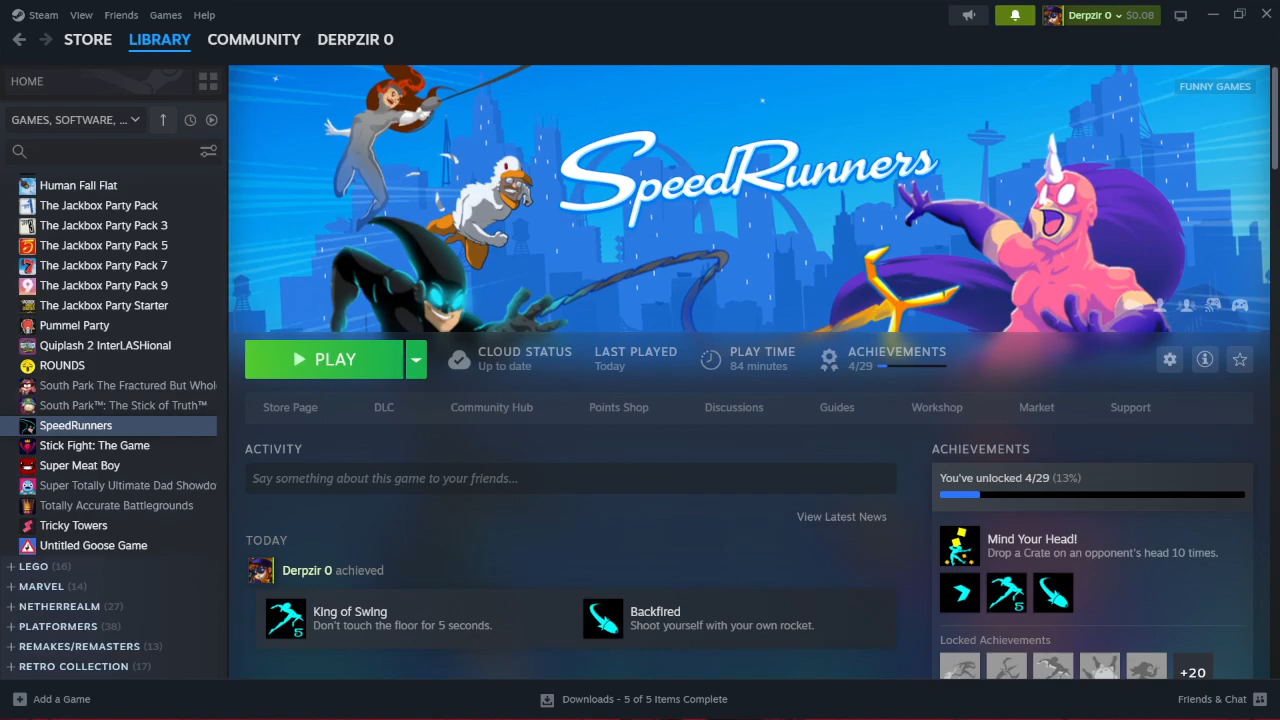 Steam View Friends Games Help
Derpzir 0 $0.08
STORE LIBRARY COMMUNITY DERPZIR 0
HOME
GAMES, SOFTWARE, ...
Human Fall Flat
The Jackbox Party Pack
The Jackbox Party Pack 3
The Jackbox Party Pack 5
The Jackbox Party Pack 7
The Jackbox Party Pack 9
The Jackbox Party Starter
Pummel Party
Quiplash 2 InterLASHional
ROUNDS
South Park The Fractured But Whol
South Park™: The Stick of Truth™
SpeedRunners
Stick Fight: The Game
Super Meat Boy
Super Totally Ultimate Dad Showdo
Totally Accurate Battlegrounds
Tricky Towers
Untitled Goose Game
+ LEGO (16)
+ MARVEL (14)
+ NETHERREALM (27)
+ PLATFORMERS (38)
+ REMAKES/REMASTERS (13)
+ RETRO COLLECTION (17)
FUNNY GAMES
SpeedRunners
PLAY
CLOUD STATUS
Up to date
LAST PLAYED
Today
PLAY TIME
84 minutes
ACHIEVEMENTS
4/29
Store Page DLC Community Hub Points Shop Discussions Guides Workshop Market Support
ACTIVITY
Say something about this game to your friends...
View Latest News
TODAY
Derpzir 0 achieved
5
King of Swing
Don't touch the floor for 5 seconds.
Backfired
Shoot yourself with your own rocket.
ACHIEVEMENTS
You've unlocked 4/29 (13%)
Mind Your Head!
Drop a Crate on an opponent's head 10 times.
5
Locked Achievements
+20
Add a Game
Downloads - 5 of 5 Items Complete
Friends & Chat